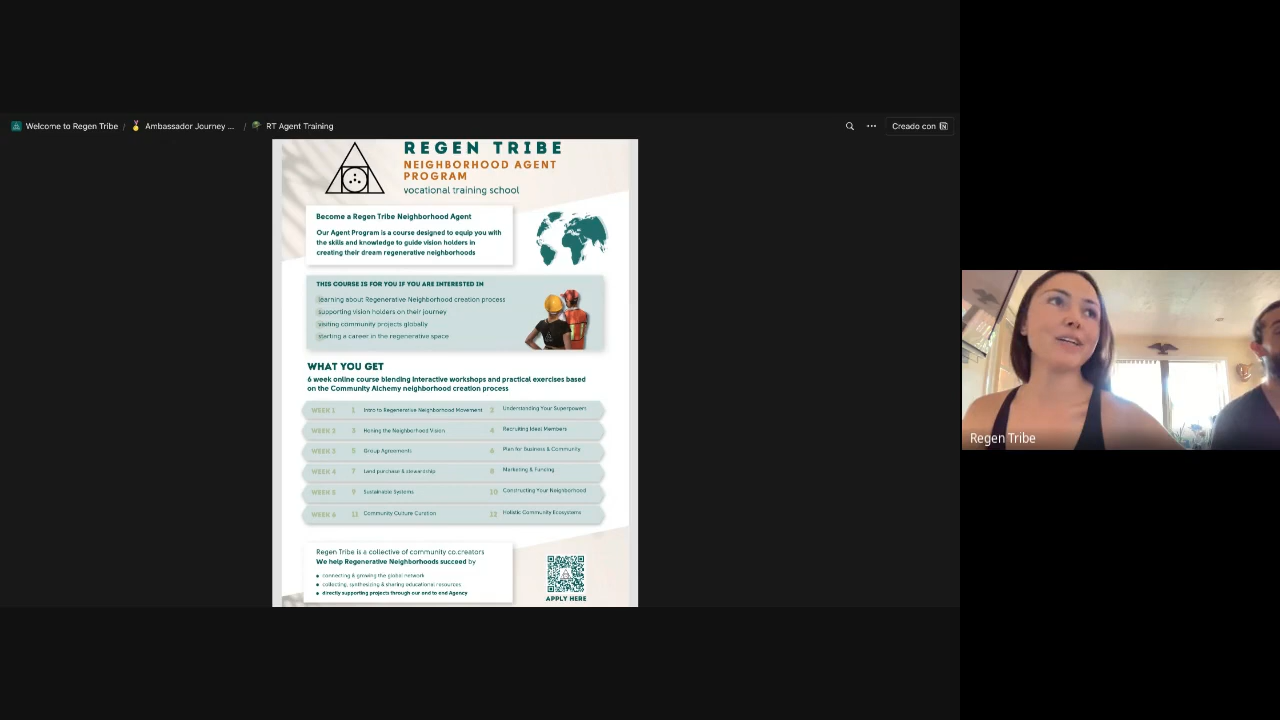 Welcome to Regen Tribe / Ambassador Journey ... / RT Agent Training
Creado con
REGEN TRIBE
NEIGHBORHOOD AGENT
PROGRAM
vocational training school
Become a Regen Tribe Neighborhood Agent
Our Agent Program is a course designed to equip you with
the skills and knowledge to guide vision holders in
creating their dream regenerative neighborhoods
THIS COURSE IS FOR YOU IF YOU ARE INTERESTED IN
learning about Regenerative Neighborhood creation process
supporting vision holders on their journey
visiting community projects globally
starting a career in the regenerative space
WHAT YOU GET
6 week online course blending interactive workshops and practical exercises based
on the Community Alchemy neighborhood creation process
WEEK 1 1 Intro to Regenerative Neighborhood Movement 2 Understanding Your Superpowers
WEEK 2 3 Honing the Neighborhood Vision 4 Recruiting Ideal Members
WEEK 3 5 Group Agreements 6 Plan for Business & Community
WEEK 4 7 Land purchase & stewardship 8 Marketing & Funding
WEEK 5 9 Sustainable Systems 10 Constructing Your Neighborhood
WEEK 6 11 Community Culture Curation 12 Holistic Community Ecosystems
Regen Tribe is a collective of community co.creators
We help Regenerative Neighborhoods succeed by
connecting & growing the global network
collecting, synthesizing & sharing educational resources
directly supporting projects through our end to end Agency
APPLY HERE
Regen Tribe